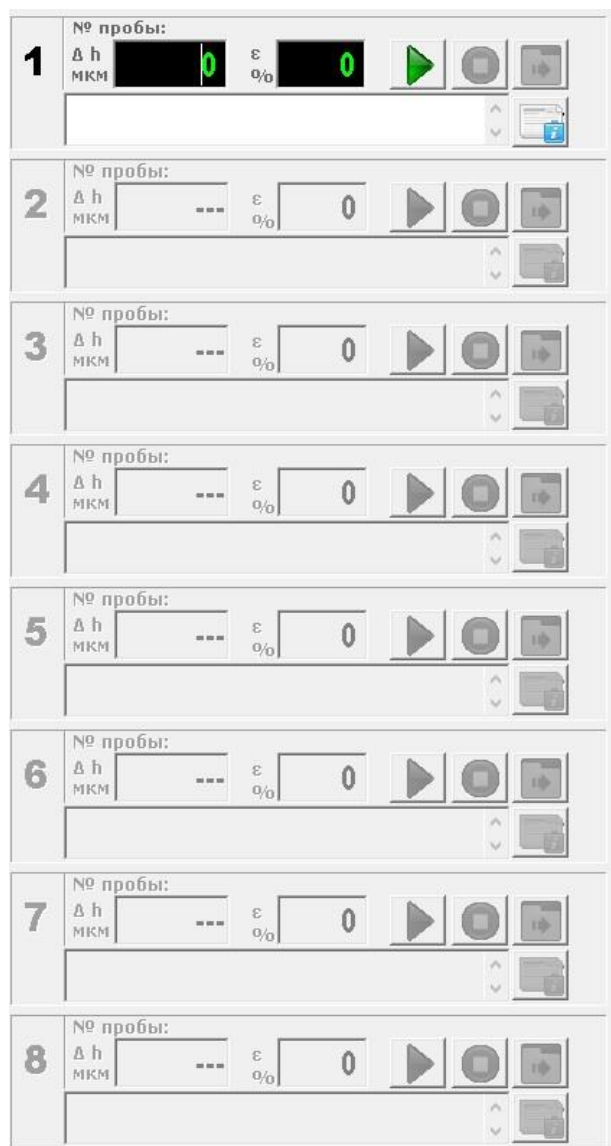 1
№ пробы:
Δ h
мкм
0
ε
%
0
2
№ пробы:
Δ h
мкм
---
ε
%
0
3
№ пробы:
Δ h
мкм
---
ε
%
0
4
№ пробы:
Δ h
мкм
---
ε
%
0
5
№ пробы:
Δ h
мкм
---
ε
%
0
6
№ пробы:
Δ h
мкм
---
ε
%
0
7
№ пробы:
Δ h
мкм
---
ε
%
0
8
№ пробы:
Δ h
мкм
---
ε
%
0